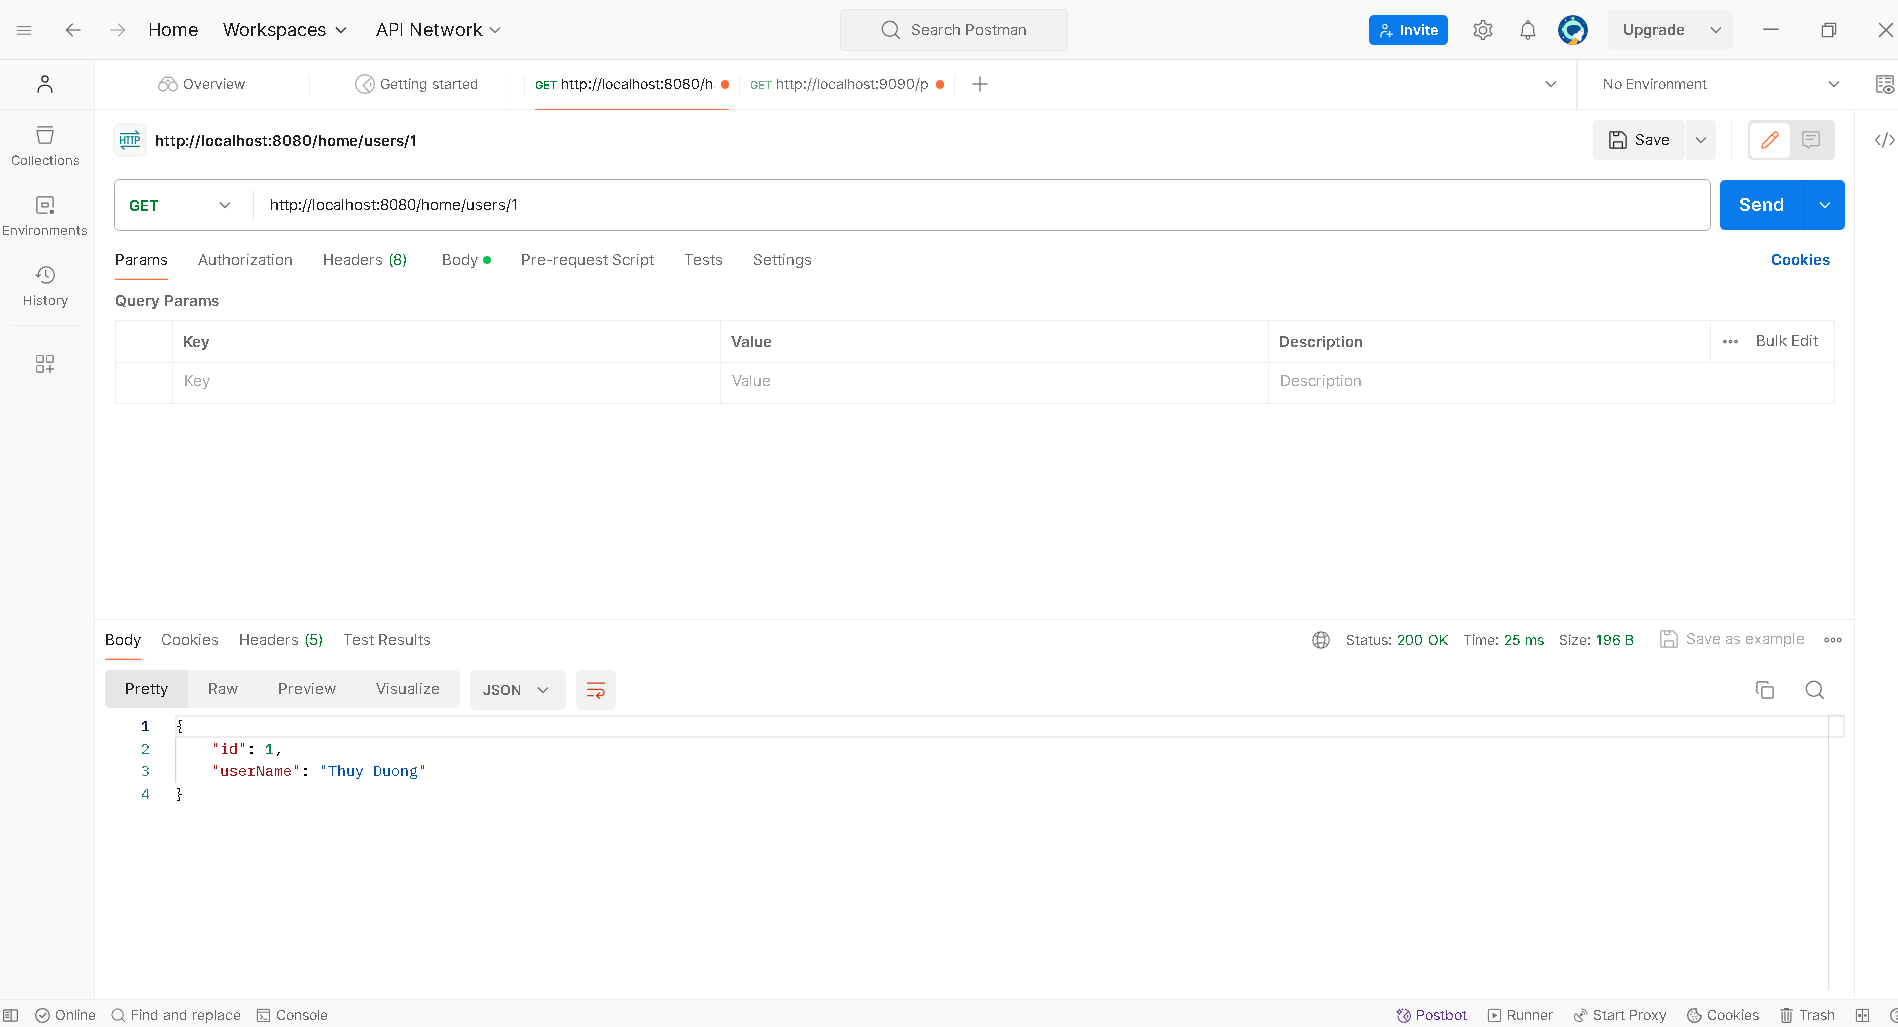 Home Workspaces API Network Search Postman Invite Upgrade
Overview Getting started GET http://localhost:8080/h GET http://localhost:9090/p No Environment
HTTP http://localhost:8080/home/users/1 Save
Collections
GET http://localhost:8080/home/users/1 Send
Environments
Params Authorization Headers (8) Body Pre-request Script Tests Settings Cookies
History
Query Params
Key Value Description Bulk Edit
Key Value Description
Body Cookies Headers (5) Test Results Status: 200 OK Time: 25 ms Size: 196 B Save as example
Pretty Raw Preview Visualize JSON
1 {
2 "id": 1,
3 "userName": "Thuy Duong"
4 }
Online Find and replace Console Postbot Runner Start Proxy Cookies Trash